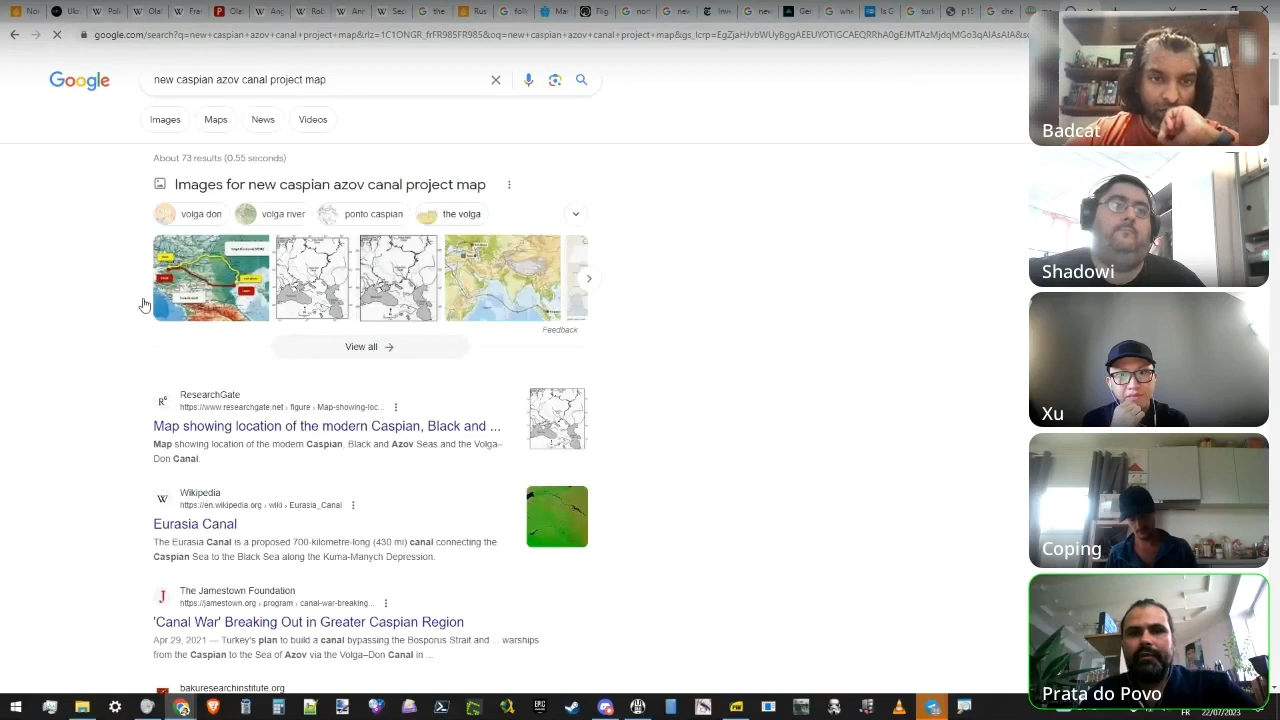 google.com/search?q=new+caspian+azov+canal+project+map
Google
new caspian azov canal project map
Images
Maps
News
Videos
About 73 results (0.55 seconds)
Images for new caspian azov canal project map
volga don
volga river
ponto caspian
the volga
Feedback
View all
ResearchGate
https://www.researchgate.net › figure › Map-showing-loc...
Map showing location of the modern Caspian, Black and ...
Map showing location of the modern Caspian, Black and Azov Seas and the Volga–
Don Canal.
Wikipedia
https://en.wikipedia.org › wiki › Eurasia_Canal
Eurasia Canal
The Eurasia Canal is a proposed 700-kilometre-long (430 mi) canal connecting the
Caspian Sea to the Black Sea along the Kuma-Manych Depression.
The Jamestown Foundation
https://jamestown.org › program › canal-war-breaking...
'Canal War' Breaking Out in Greater Caspian Region
Apr 29, 2021 — Turkey's plan to build a canal bypassing the Bosporus Strait and ... warships
from the Caspian to the Sea of Azov via the Volga–Don Canal in ...
bakuresearchinstitute.org
Badcat
Shadowi
Xu
Coping
Prata do Povo
FR
22/07/2023